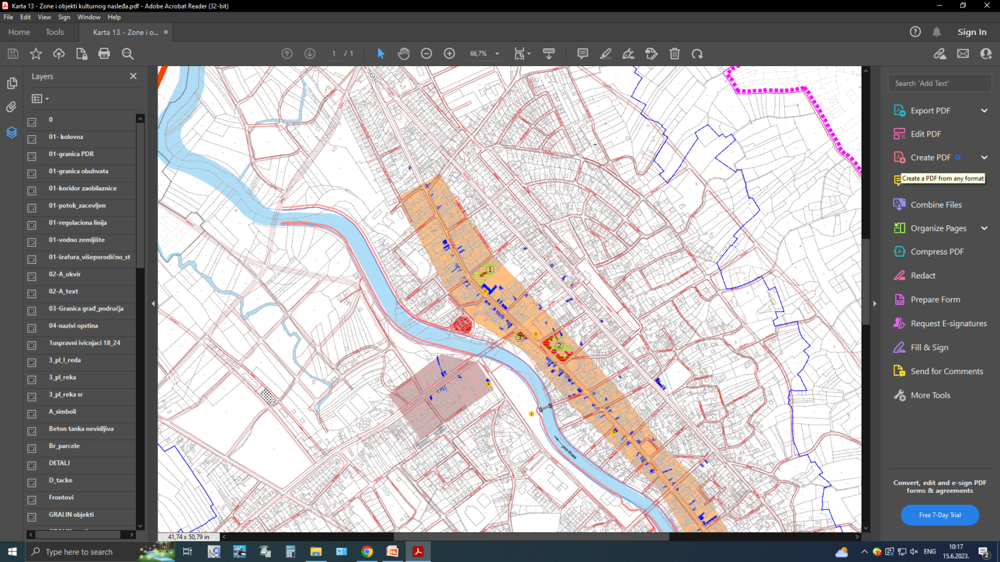 Karta 13 - Zone i objekti kulturnog nasleđa.pdf - Adobe Acrobat Reader (32-bit)
File Edit View Sign Window Help
Home Tools Karta 13 - Zone i o... × Sign In
1 / 1 66,7%
Layers
0
01- kolovoz
01-granica PDR
01-granica obuhvata
01-koridor zaobilaznice
01-potok_zacevljen
01-regulaciona linija
01-vodno zemljište
01-šrafura_višeporodično_st
02-A_okvir
02-A_text
03-Granica grad_područja
04-nazivi opstina
1uspravni ivicnjaci 18_24
3_pl_I_reda
3_pl_reka
3_pl_reka sr
A_simboli
Beton tanka nevidljiva
Br_parcele
DETALJ
D_tacke
Frontovi
GRALIN objekti
1
2
3
река Млава
41,74 x 50,79 in
Search 'Add Text'
Export PDF
Edit PDF
Create PDF
Create a PDF from any format
Combine Files
Organize Pages
Compress PDF
Redact
Prepare Form
Request E-signatures
Fill & Sign
Send for Comments
More Tools
Convert, edit and e-sign PDF
forms & agreements
Free 7-Day Trial
Type here to search
ENG
10:17
15.6.2023.
2